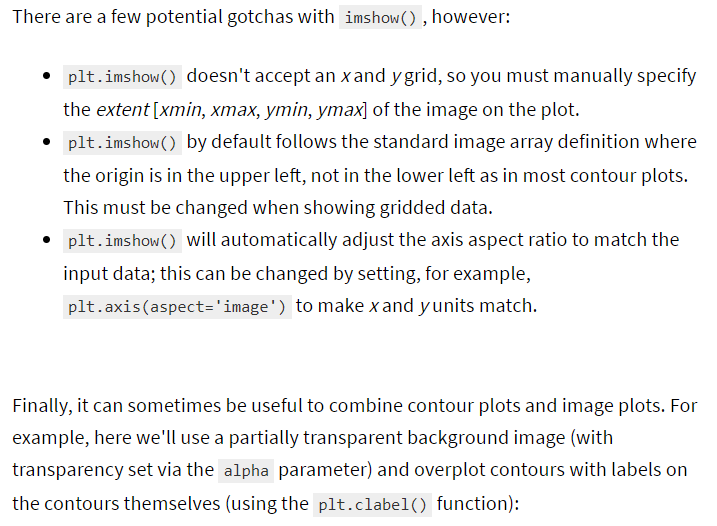 There are a few potential gotchas with imshow(), however:
• plt.imshow() doesn't accept an x and y grid, so you must manually specify
the extent [xmin, xmax, ymin, ymax] of the image on the plot.
• plt.imshow() by default follows the standard image array definition where
the origin is in the upper left, not in the lower left as in most contour plots.
This must be changed when showing gridded data.
• plt.imshow() will automatically adjust the axis aspect ratio to match the
input data; this can be changed by setting, for example,
plt.axis(aspect='image') to make x and y units match.
Finally, it can sometimes be useful to combine contour plots and image plots. For
example, here we'll use a partially transparent background image (with
transparency set via the alpha parameter) and overplot contours with labels on
the contours themselves (using the plt.clabel() function):